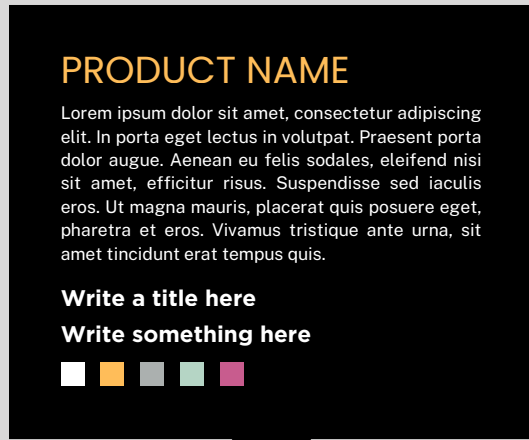 PRODUCT NAME
Lorem ipsum dolor sit amet, consectetur adipiscing
elit. In porta eget lectus in volutpat. Praesent porta
dolor augue. Aenean eu felis sodales, eleifend nisi
sit amet, efficitur risus. Suspendisse sed iaculis
eros. Ut magna mauris, placerat quis posuere eget,
pharetra et eros. Vivamus tristique ante urna, sit
amet tincidunt erat tempus quis.
Write a title here
Write something here